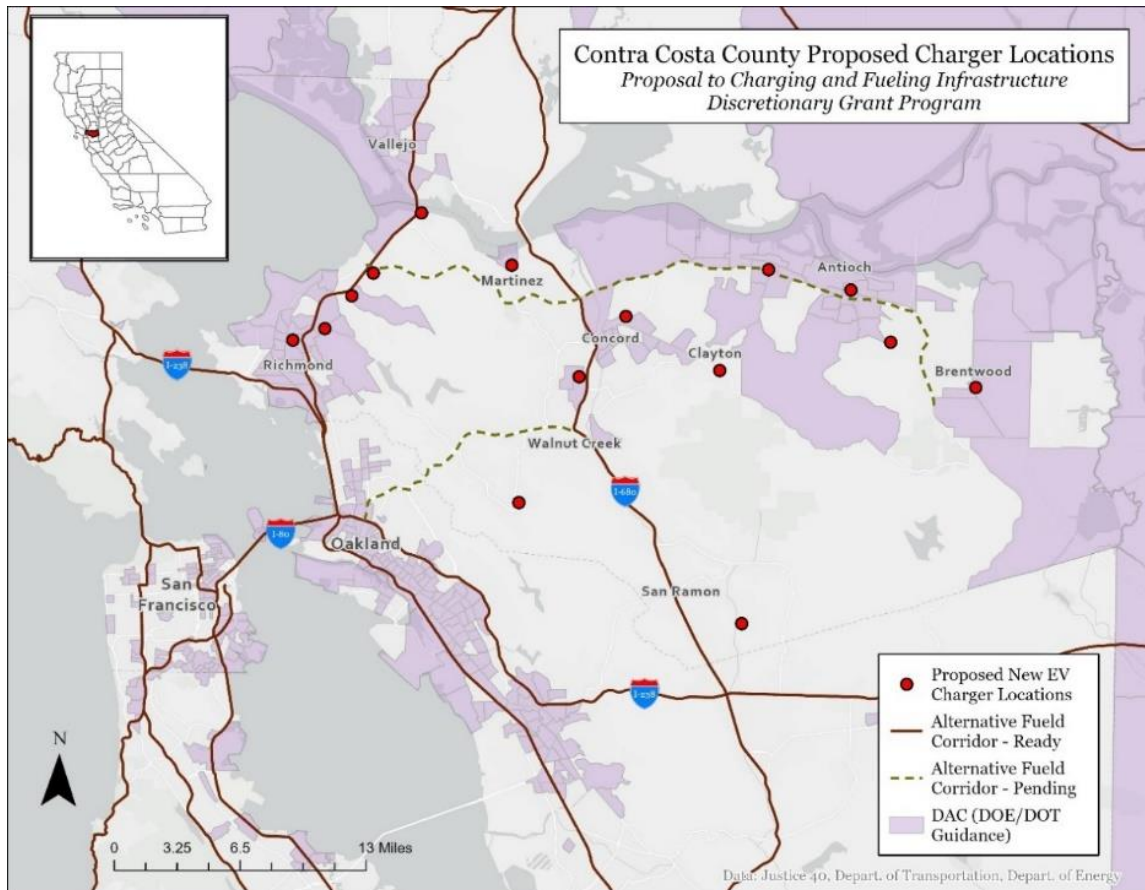 Contra Costa County Proposed Charger Locations
Proposal to Charging and Fueling Infrastructure
Discretionary Grant Program
Vallejo
Martinez
Antioch
Concord
Clayton
Richmond
I-238
Brentwood
Walnut Creek
I-680
I-80
Oakland
San
Francisco
San Ramon
I-238
Proposed New EV
Charger Locations
Alternative Fueld
Corridor - Ready
Alternative Fueld
Corridor - Pending
DAC (DOE/DOT
Guidance)
N
0 3.25 6.5 13 Miles
Data: Justice 40, Depart. of Transportation, Depart. of Energy